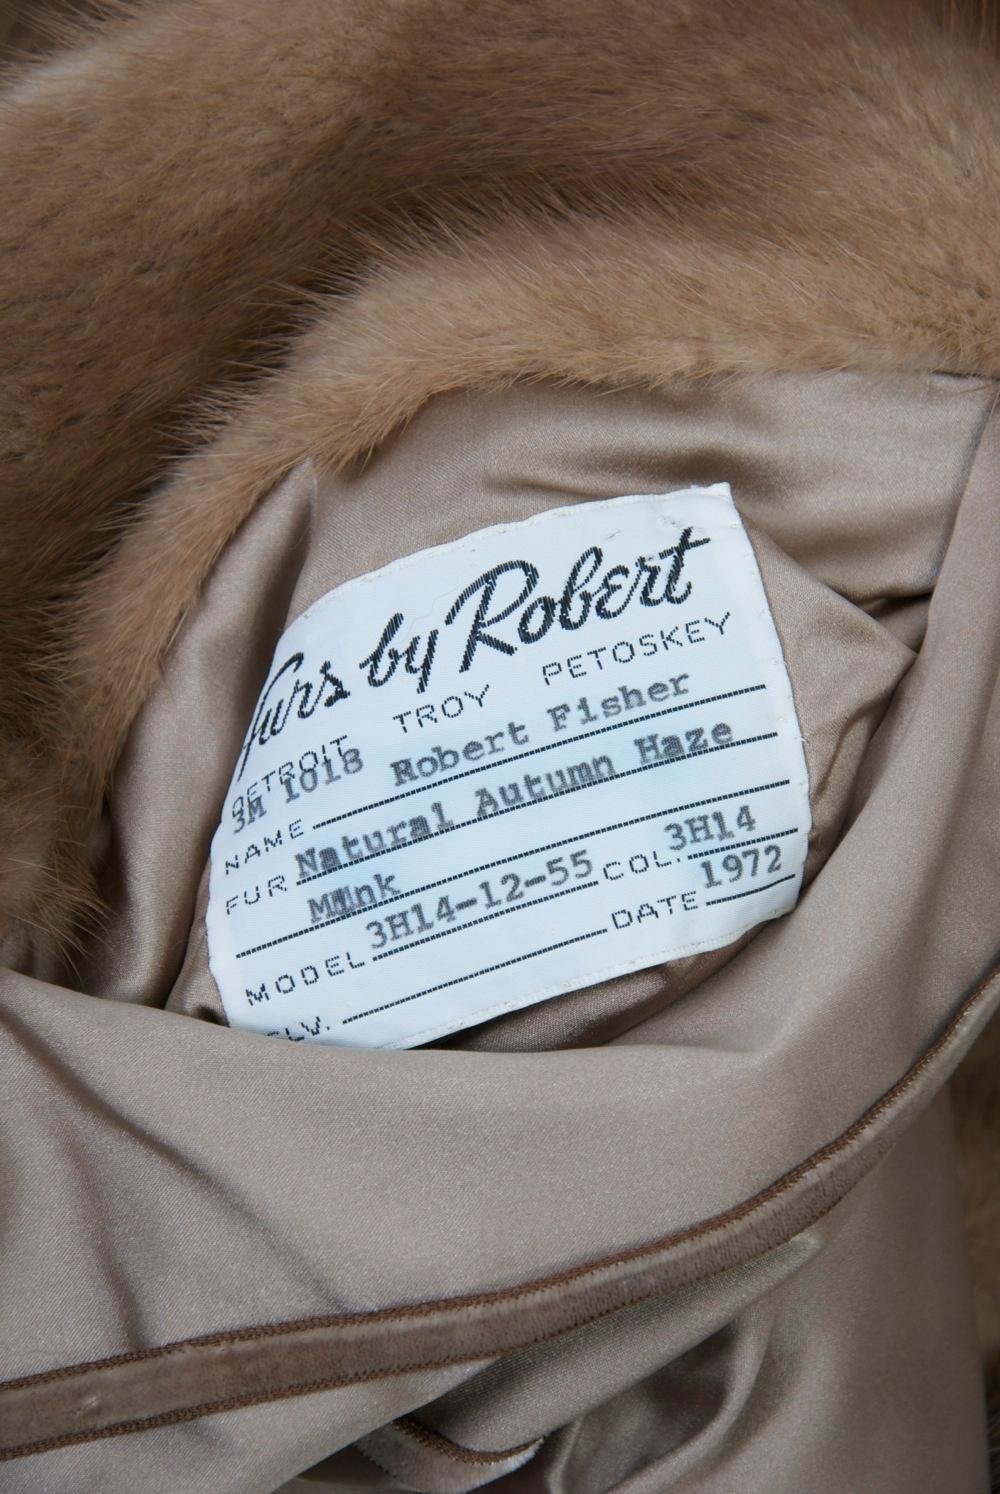 Furs by Robert
DETROIT TROY PETOSKEY
3M 1018 Robert Fisher
NAME
FUR Natural Autumn Haze
Mink
MODEL 3H14-12-55 COL. 3H14
DATE 1972